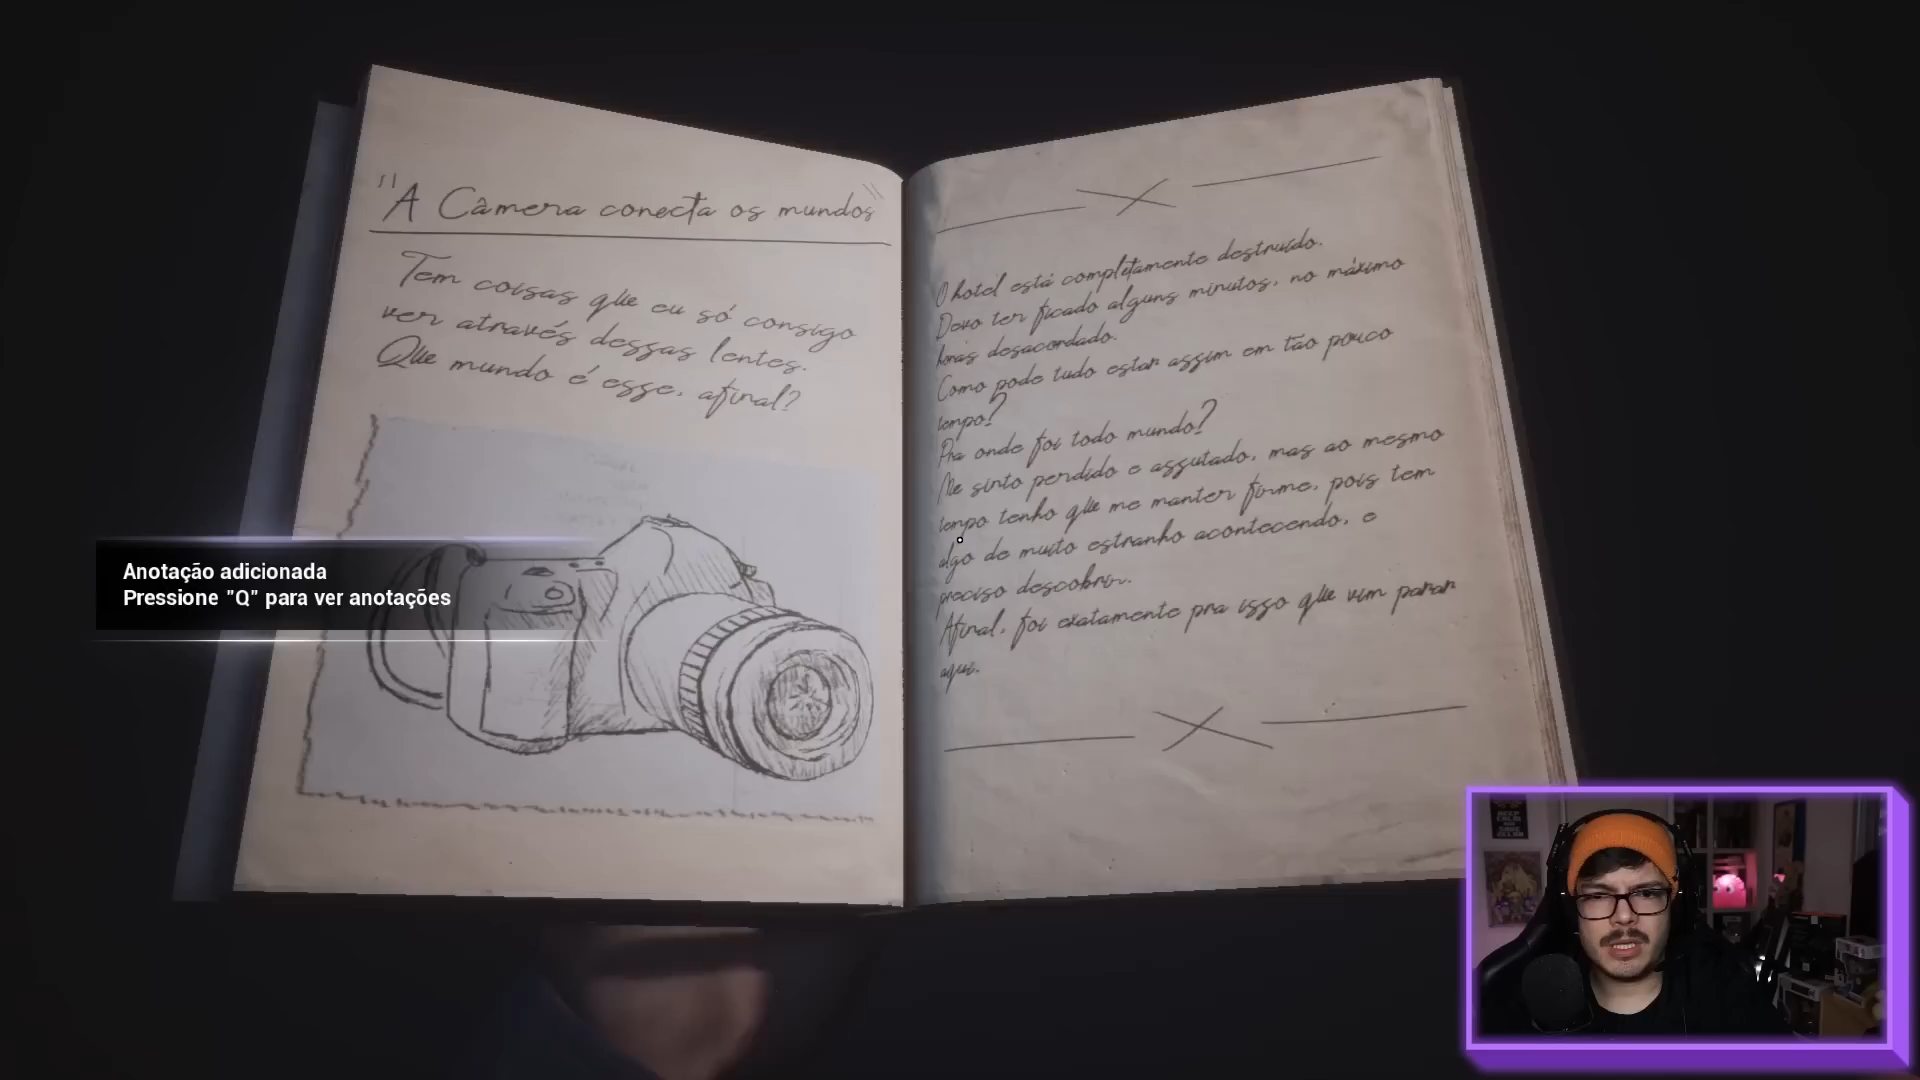 "A Câmera conecta os mundos"
Tem coisas que eu só consigo
ver através dessas lentes.
Que mundo é esse, afinal?
Anotação adicionada
Pressione "Q" para ver anotações
O hotel está completamente destruído.
Devo ter ficado alguns minutos, no máximo
horas desacordado.
Como pode tudo estar assim em tão pouco
tempo?
Pra onde foi todo mundo?
Me sinto perdido e assutado, mas ao mesmo
tempo tenho que me manter firme, pois tem
algo de muito estranho acontecendo, e
preciso descobrir.
Afinal, foi exatamente pra isso que vim parar
aqui.
KEEP
CALM